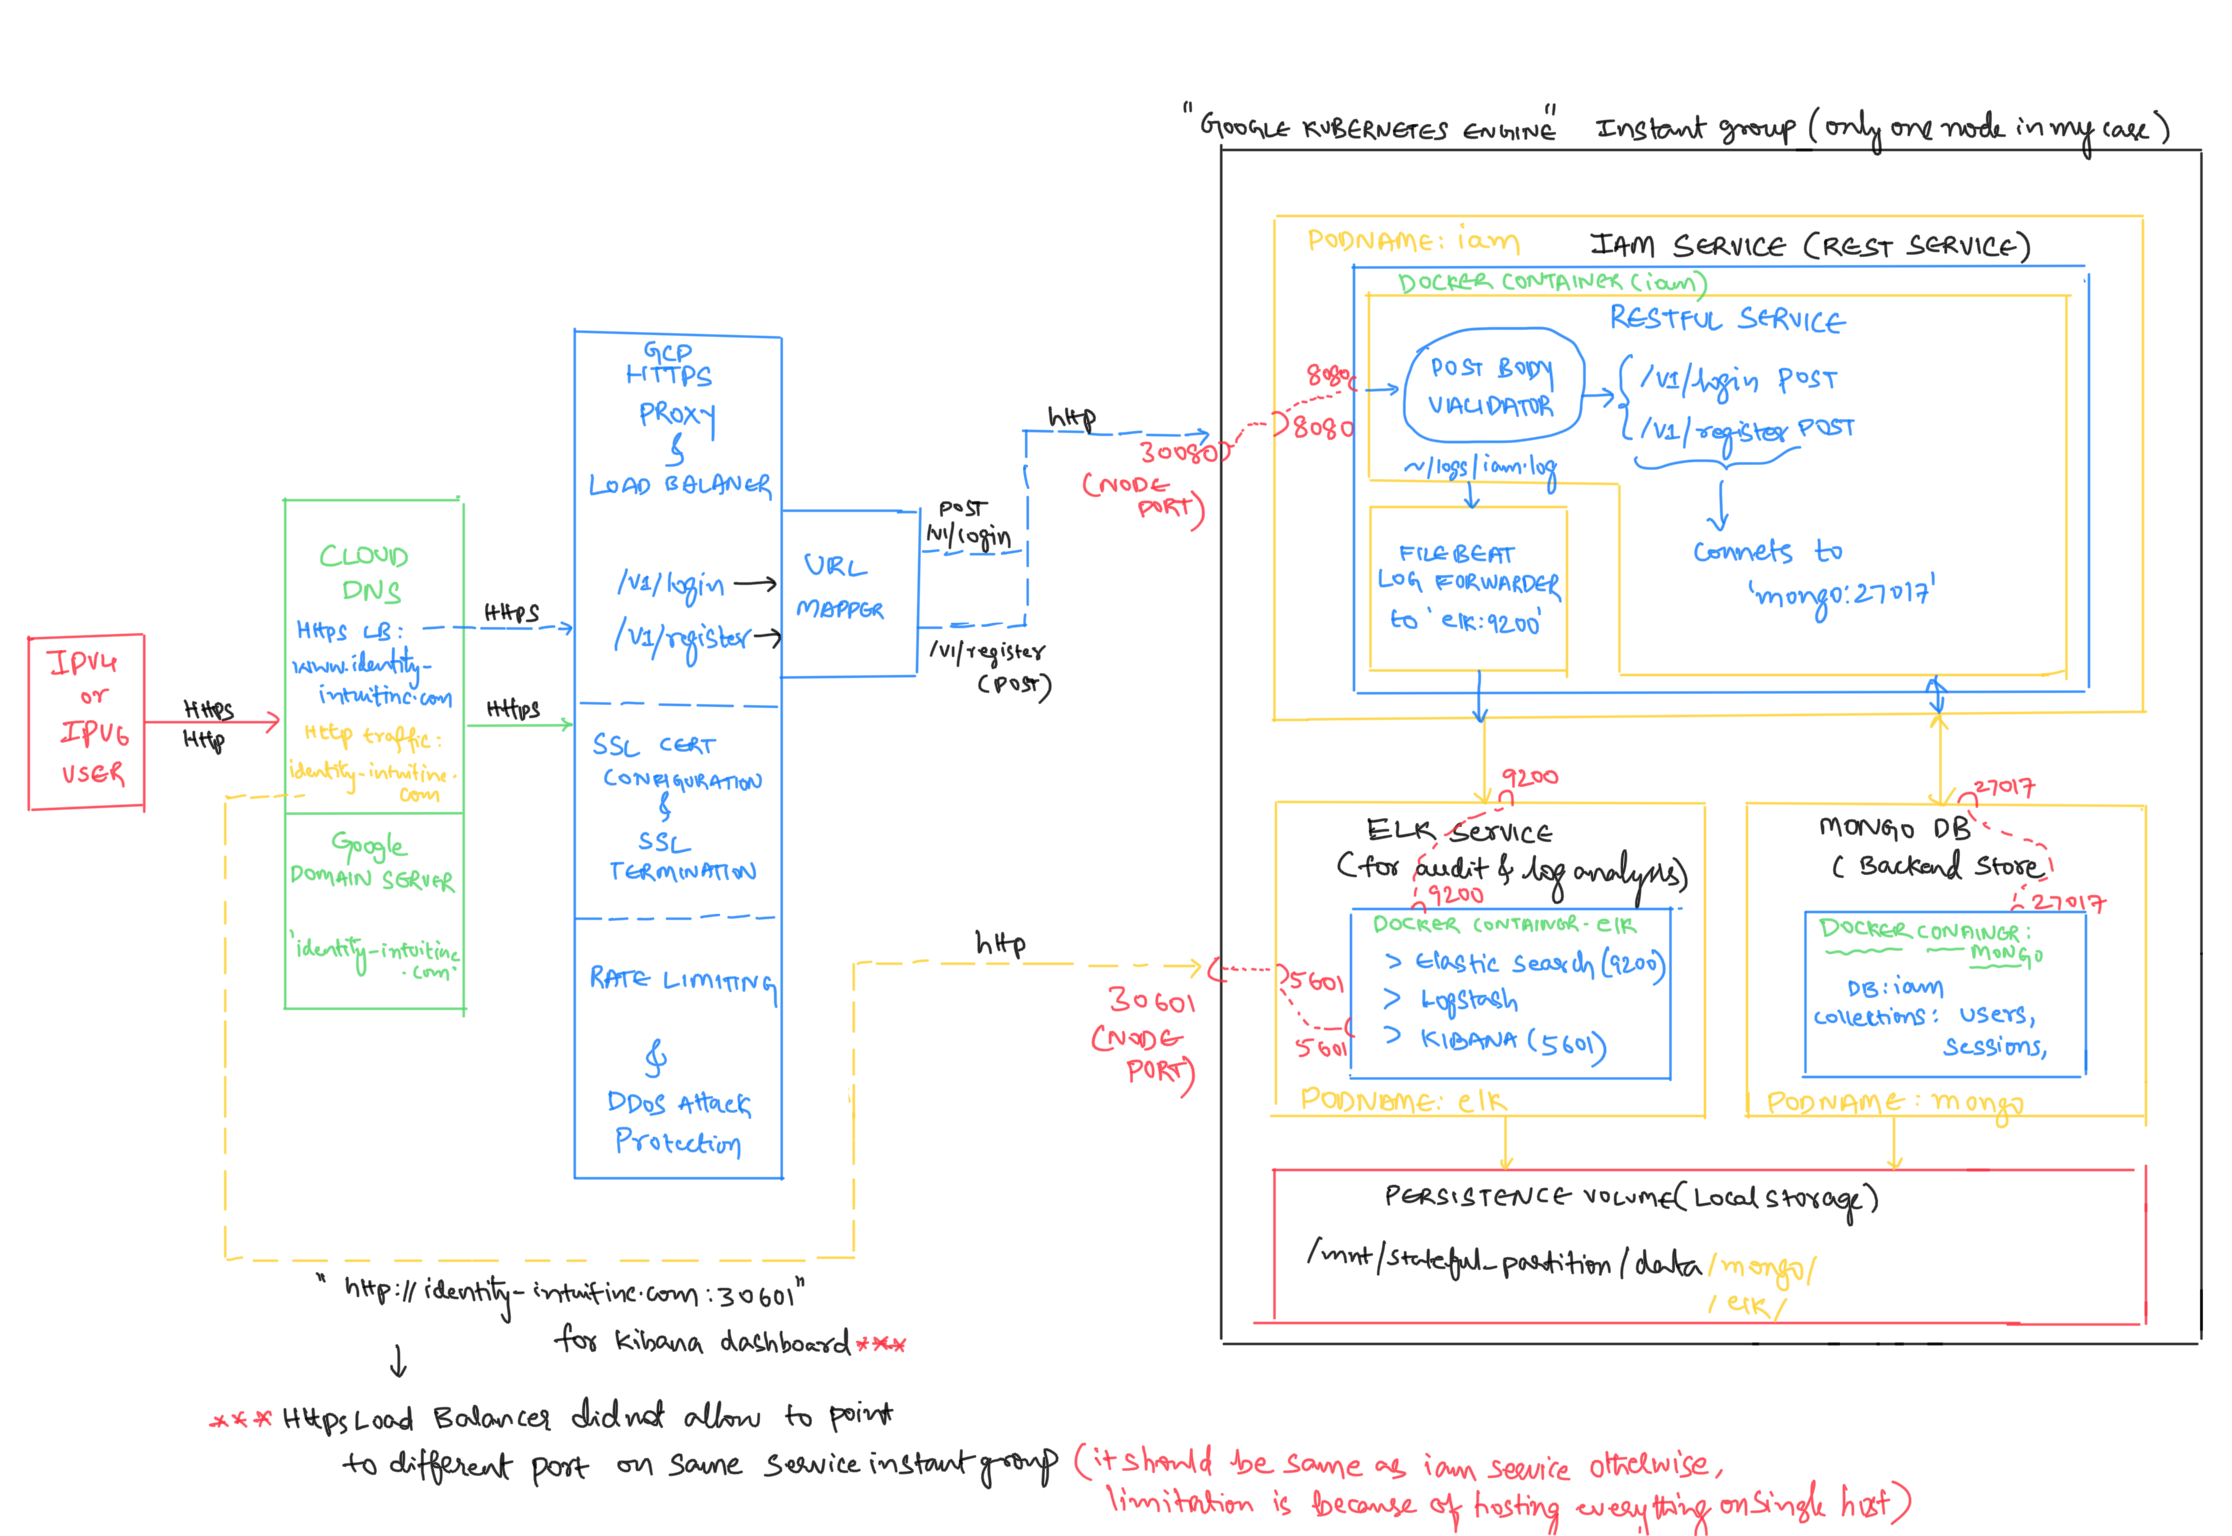 "GOOGLE KUBERNETES ENGINE" Instant group (only one node in my case)
IPV4
or
IPV6
USER
Https
Http
CLOUD
DNS
Https LB:
www.identity-
intuitinc.com
Http traffic:
identity-intuitinc.
com
Google
DOMAIN SERVER
'identity-intuitinc
.com'
Https
Https
GCP
HTTPS
PROXY
&
LOAD BALANCER
/v1/login
/v1/register
SSL CERT
CONFIGURATION
&
SSL
TERMINATION
RATE LIMITING
&
DDoS Attack
Protection
URL
MAPPER
POST
/v1/login
/v1/register
(POST)
http
30080
(NODE
PORT)
http
30601
(NODE
PORT)
PODNAME: iam
IAM SERVICE (REST SERVICE)
DOCKER CONTAINER (iam)
RESTFUL SERVICE
8080
8080
POST BODY
VALIDATOR
/v1/login POST
/v1/register POST
~/logs/iam.log
FILEBEAT
LOG FORWARDER
to 'elk:9200'
Connets to
'mongo:27017'
9200
ELK Service
(for audit & log analysis)
9200
DOCKER CONTAINER - elk
> Elastic Search (9200)
> Logstash
> KIBANA (5601)
5601
5601
PODNAME: elk
27017
MONGO DB
( Backend Store
27017
DOCKER CONTAINER:
MONGO
DB: iam
Collections: users,
sessions,
PODNAME: mongo
PERSISTENCE VOLUME (Local Storage)
/mnt/stateful_partition/data/mongo/
/elk/
"http://identity-intuitinc.com:30601"
for Kibana dashboard ***
*** Https Load Balancer did not allow to point
to different port on same service instant group (it should be same as iam service otherwise,
limitation is because of hosting everything on single host)